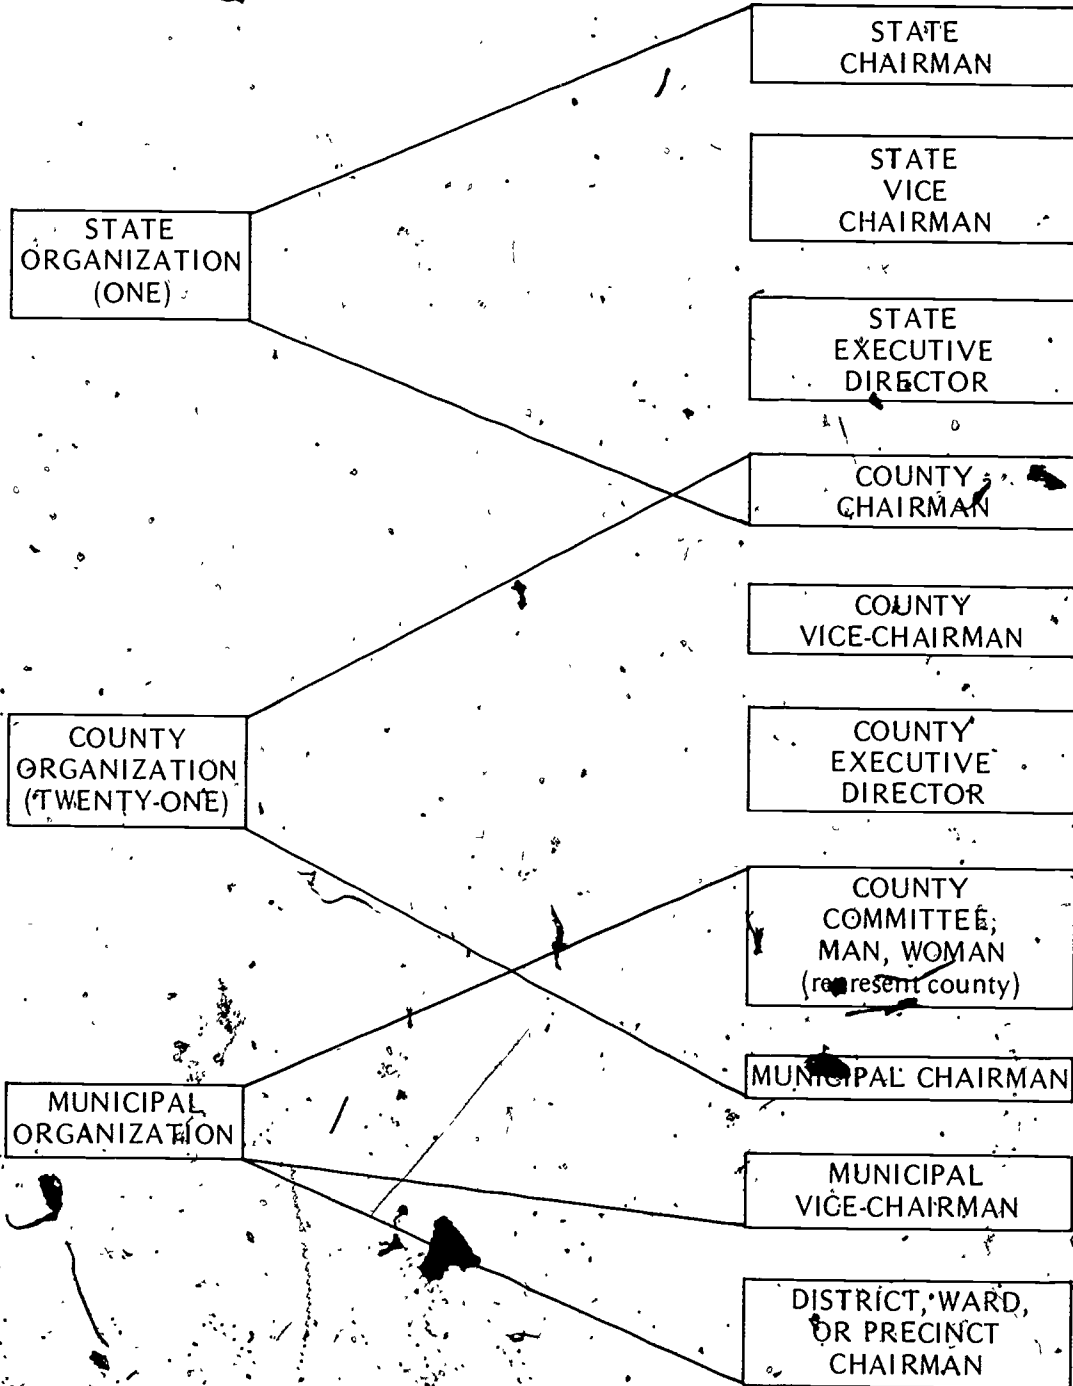 STATE
CHAIRMAN
STATE
VICE
CHAIRMAN
STATE
ORGANIZATION
(ONE)
STATE
EXECUTIVE
DIRECTOR
COUNTY
CHAIRMAN
COUNTY
VICE-CHAIRMAN
COUNTY
ORGANIZATION
(TWENTY-ONE)
COUNTY
EXECUTIVE
DIRECTOR
COUNTY
COMMITTEE,
MAN, WOMAN
(represent county)
MUNICIPAL CHAIRMAN
MUNICIPAL
ORGANIZATION
MUNICIPAL
VICE-CHAIRMAN
DISTRICT, WARD,
OR PRECINCT
CHAIRMAN